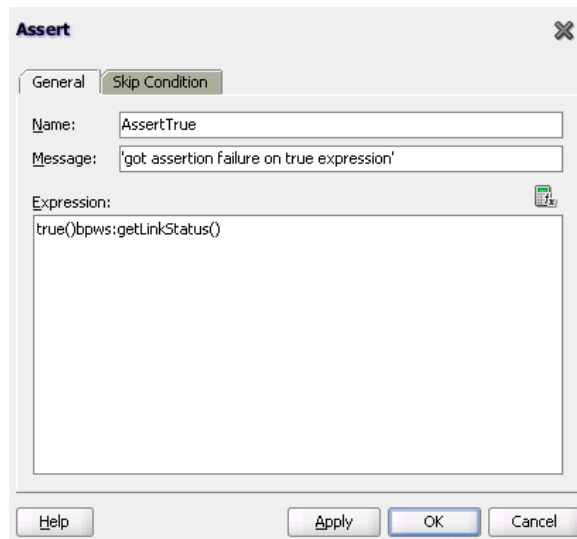 Assert
General Skip Condition
Name: AssertTrue
Message: 'got assertion failure on true expression'
Expression:
true()bpws:getLinkStatus()
Help Apply OK Cancel